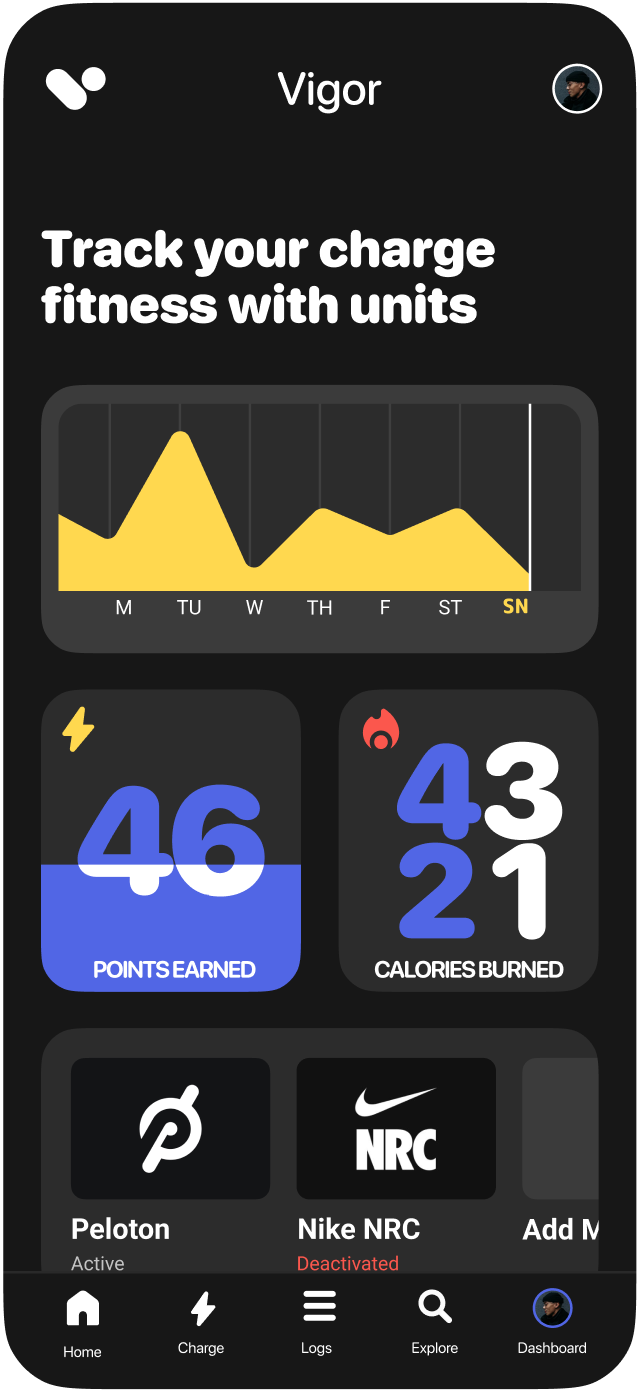 Vigor
Track your charge
fitness with units
M TU W TH F ST SN
46
POINTS EARNED
43
21
CALORIES BURNED
NRC
Peloton
Active
Nike NRC
Deactivated
Add M
Home Charge Logs Explore Dashboard